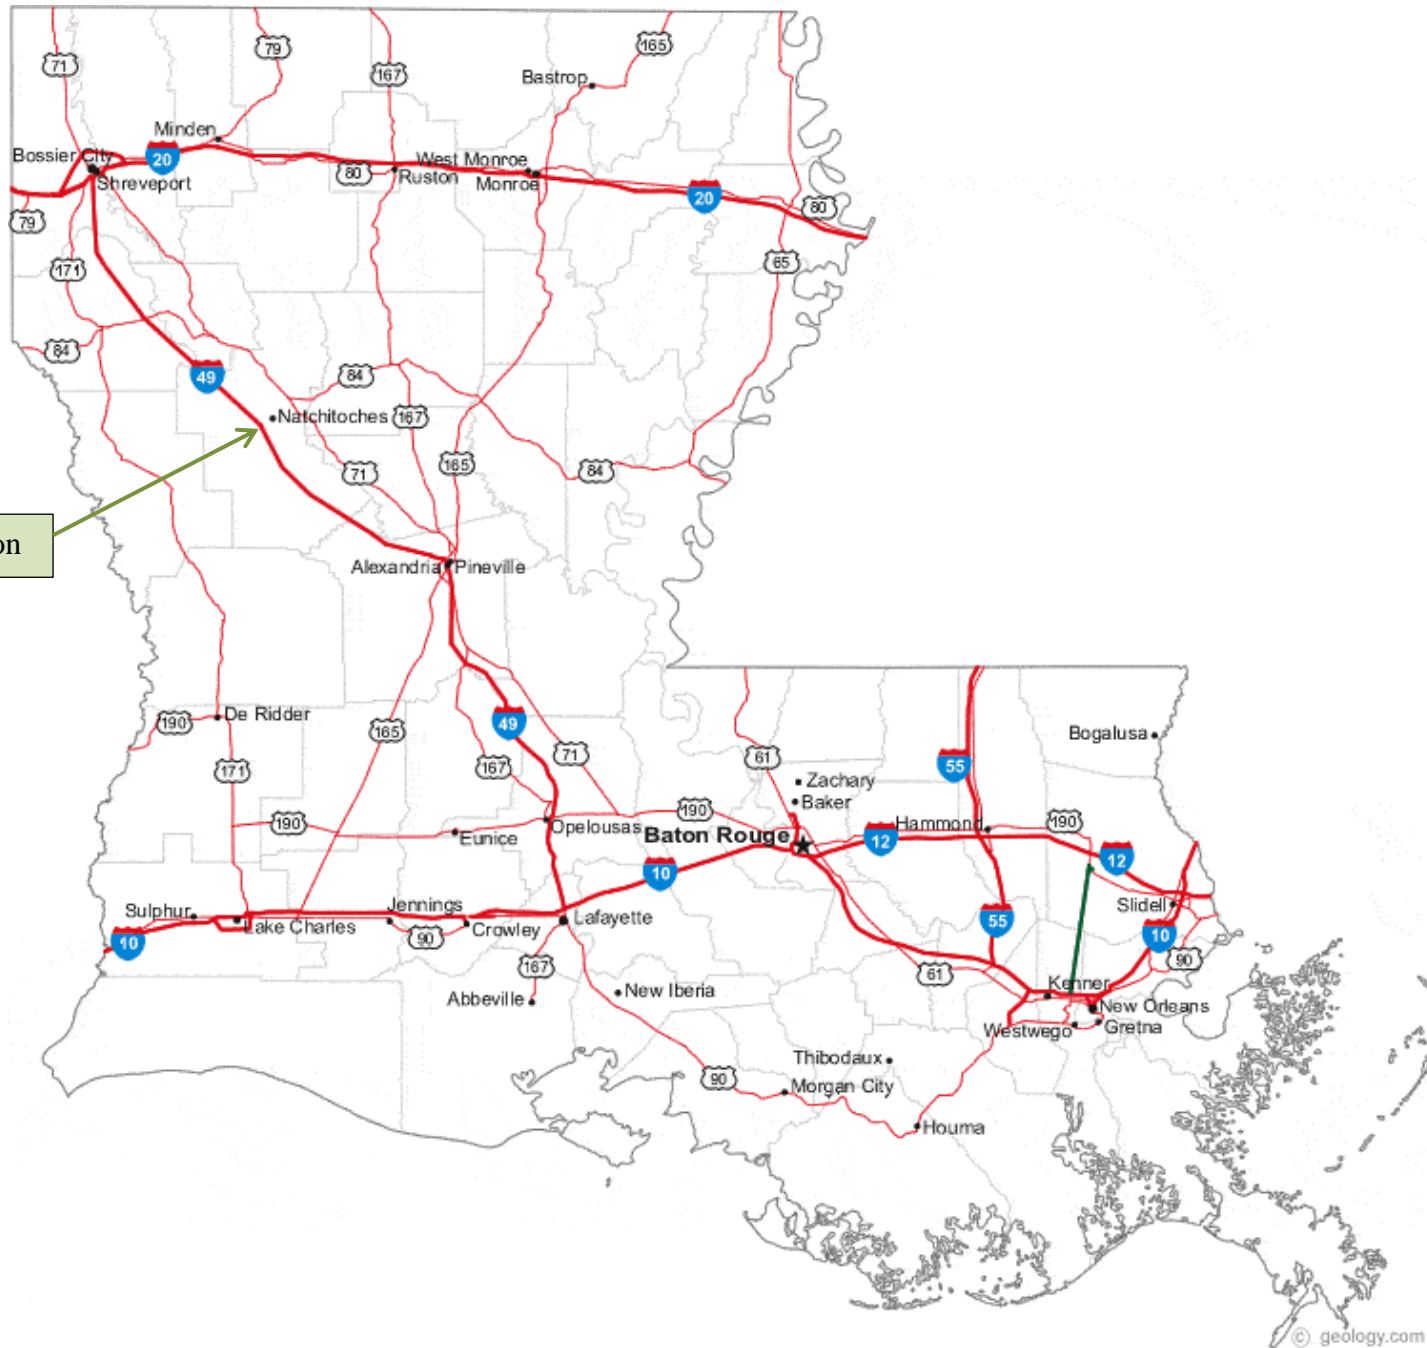 71
79
167
165
Bastrop
Minden
Bossier City
20
Shreveport
80
West Monroe
Ruston
Monroe
20
80
79
171
65
84
49
84
Natchitoches
167
71
165
84
on
Alexandria
Pineville
190
De Ridder
165
49
71
167
171
61
55
Bogalusa
Zachary
Baker
190
190
Eunice
Opelousas
Baton Rouge
12
Hammond
190
12
10
Sulphur
Lake Charles
Jennings
90
Crowley
Lafayette
55
Slidell
10
10
90
167
61
Abbeville
New Iberia
Kenner
New Orleans
Westwego
Gretna
Thibodaux
90
Morgan City
Houma
© geology.com